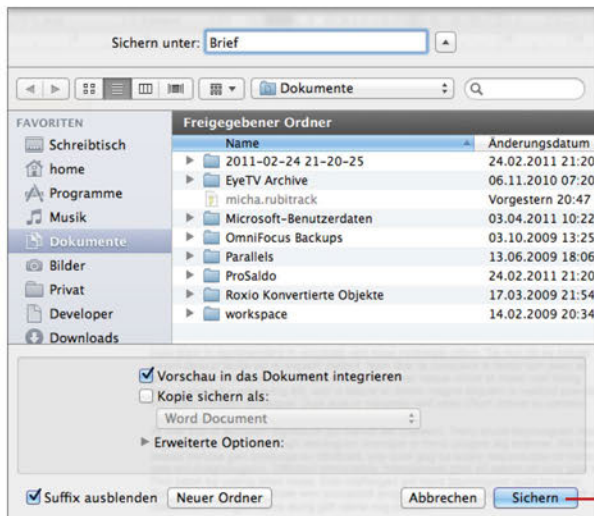 Sichern unter: Brief
Dokumente
FAVORITEN
Schreibtisch
home
Programme
Musik
Dokumente
Bilder
Privat
Developer
Downloads
Freigegebener Ordner
Name Änderungsdatum
2011-02-24 21-20-25 24.02.2011 21:20
EyeTV Archive 06.11.2010 07:20
micha.rubitrack Vorgestern 20:47
Microsoft-Benutzerdaten 03.04.2011 10:22
OmniFocus Backups 03.10.2009 13:25
Parallels 13.06.2009 18:06
ProSaldo 24.02.2011 21:20
Roxio Konvertierte Objekte 17.03.2009 21:54
workspace 14.02.2009 20:34
Vorschau in das Dokument integrieren
Kopie sichern als:
Word Document
Erweiterte Optionen:
Suffix ausblenden Neuer Ordner Abbrechen Sichern